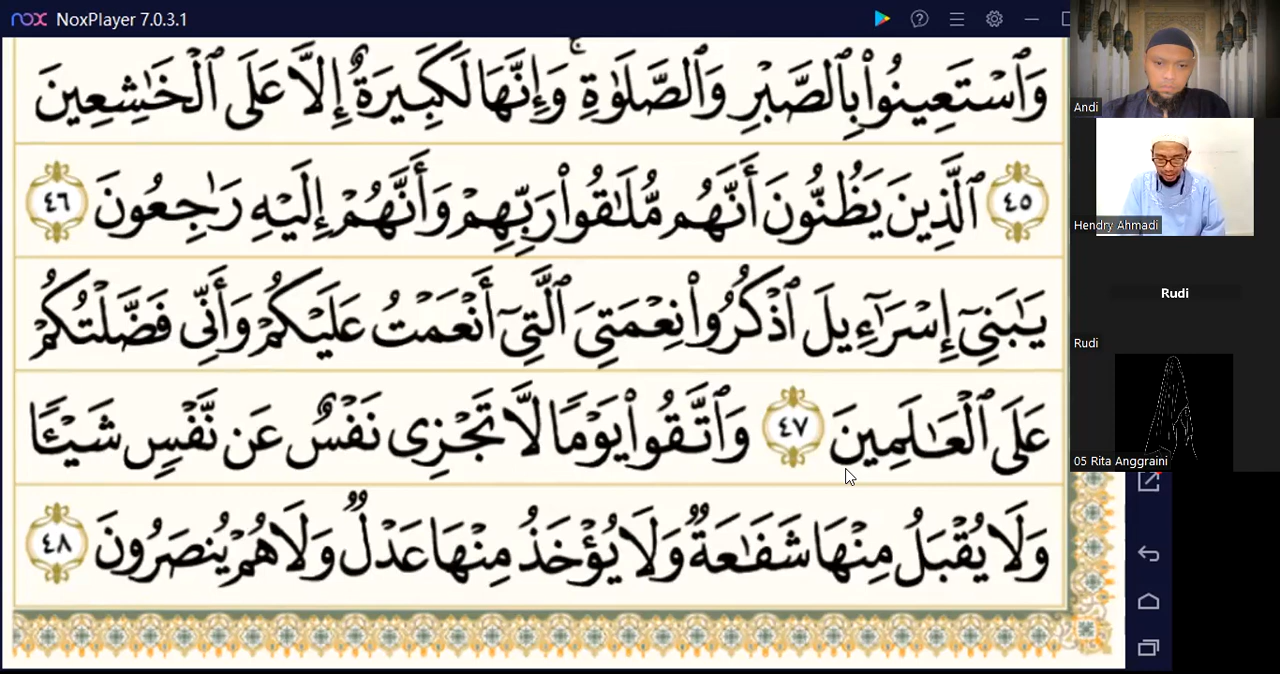 nox NoxPlayer 7.0.3.1
وَٱسْتَعِينُوا۟ بِٱلصَّبْرِ وَٱلصَّلَوٰةِ ۚ وَإِنَّهَا لَكَبِيرَةٌ إِلَّا عَلَى ٱلْخَٰشِعِينَ
٤٥ ٱلَّذِينَ يَظُنُّونَ أَنَّهُم مُّلَٰقُوا۟ رَبِّهِمْ وَأَنَّهُمْ إِلَيْهِ رَٰجِعُونَ ٤٦
يَٰبَنِىٓ إِسْرَٰٓءِيلَ ٱذْكُرُوا۟ نِعْمَتِىَ ٱلَّتِىٓ أَنْعَمْتُ عَلَيْكُمْ وَأَنِّى فَضَّلْتُكُمْ
عَلَى ٱلْعَٰلَمِينَ ٤٧ وَٱتَّقُوا۟ يَوْمًا لَّا تَجْزِى نَفْسٌ عَن نَّفْسٍ شَيْـًٔا
وَلَا يُقْبَلُ مِنْهَا شَفَٰعَةٌ وَلَا يُؤْخَذُ مِنْهَا عَدْلٌ وَلَا هُمْ يُنصَرُونَ ٤٨
Andi
Hendry Ahmadi
Rudi
Rudi
05 Rita Anggraini